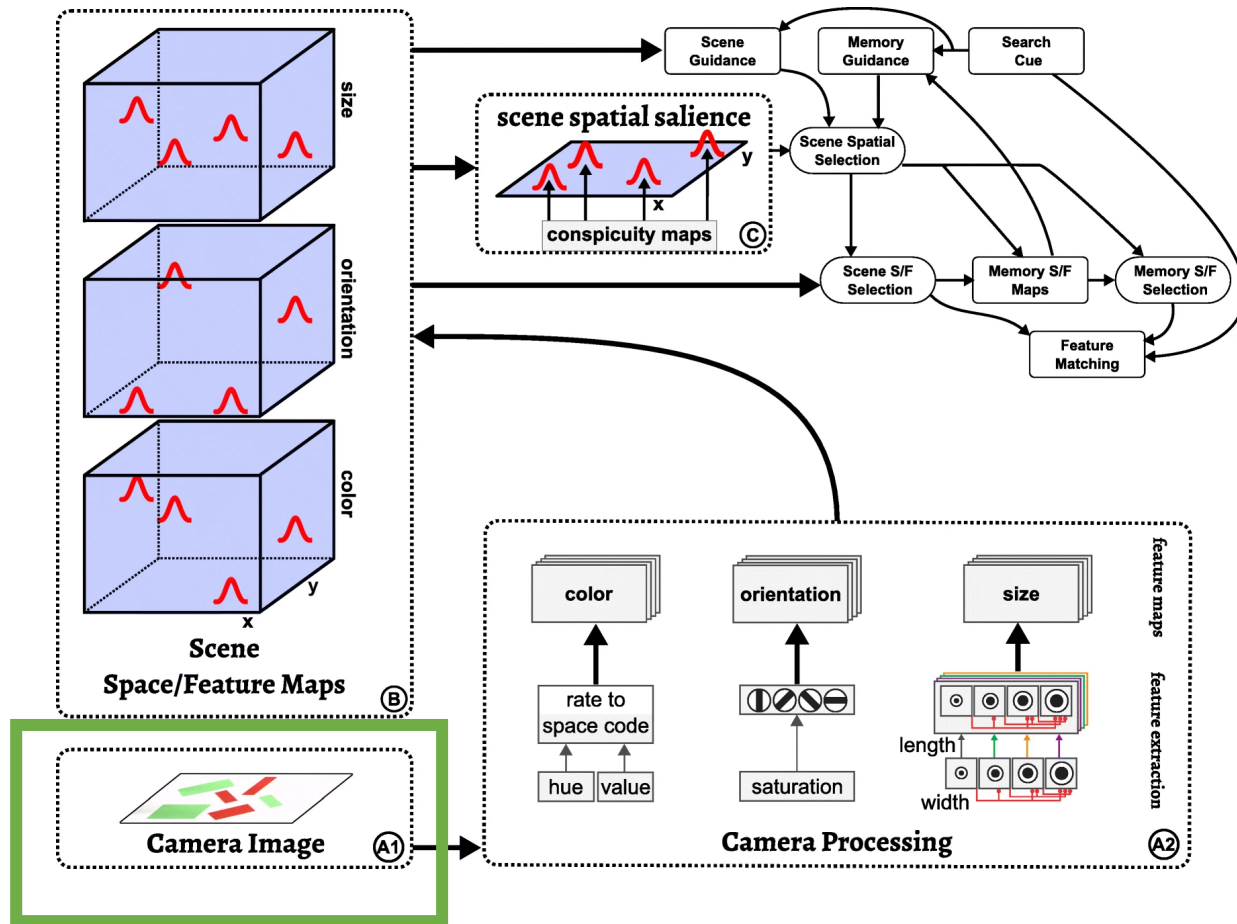 size
orientation
color
x
y
Scene
Space/Feature Maps
B
scene spatial salience
y
x
conspicuity maps
C
Scene
Guidance
Memory
Guidance
Search
Cue
Scene Spatial
Selection
Scene S/F
Selection
Memory S/F
Maps
Memory S/F
Selection
Feature
Matching
Camera Image
A1
color
orientation
size
feature maps
rate to
space code
hue
value
saturation
length
width
feature extraction
Camera Processing
A2